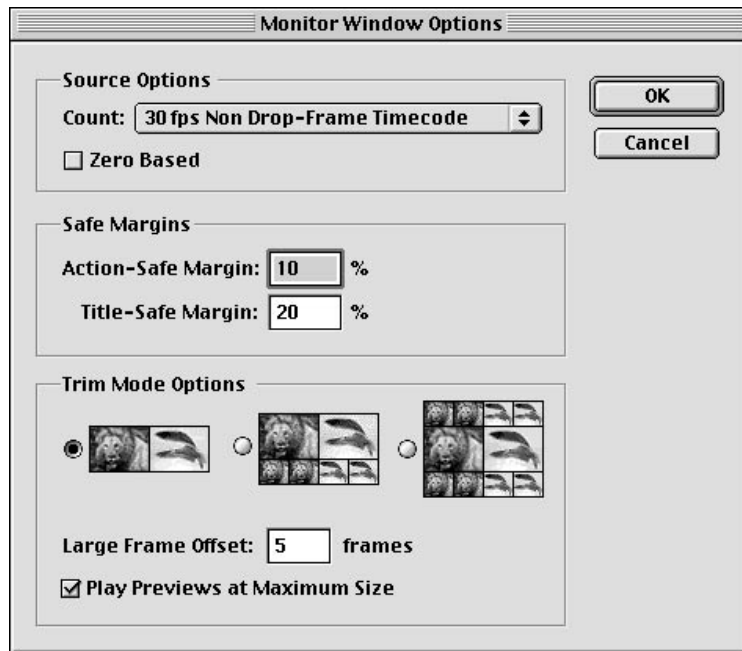 Monitor Window Options
Source Options
Count: 30 fps Non Drop-Frame Timecode
Zero Based
OK
Cancel
Safe Margins
Action-Safe Margin: 10 %
Title-Safe Margin: 20 %
Trim Mode Options
Large Frame Offset: 5 frames
Play Previews at Maximum Size